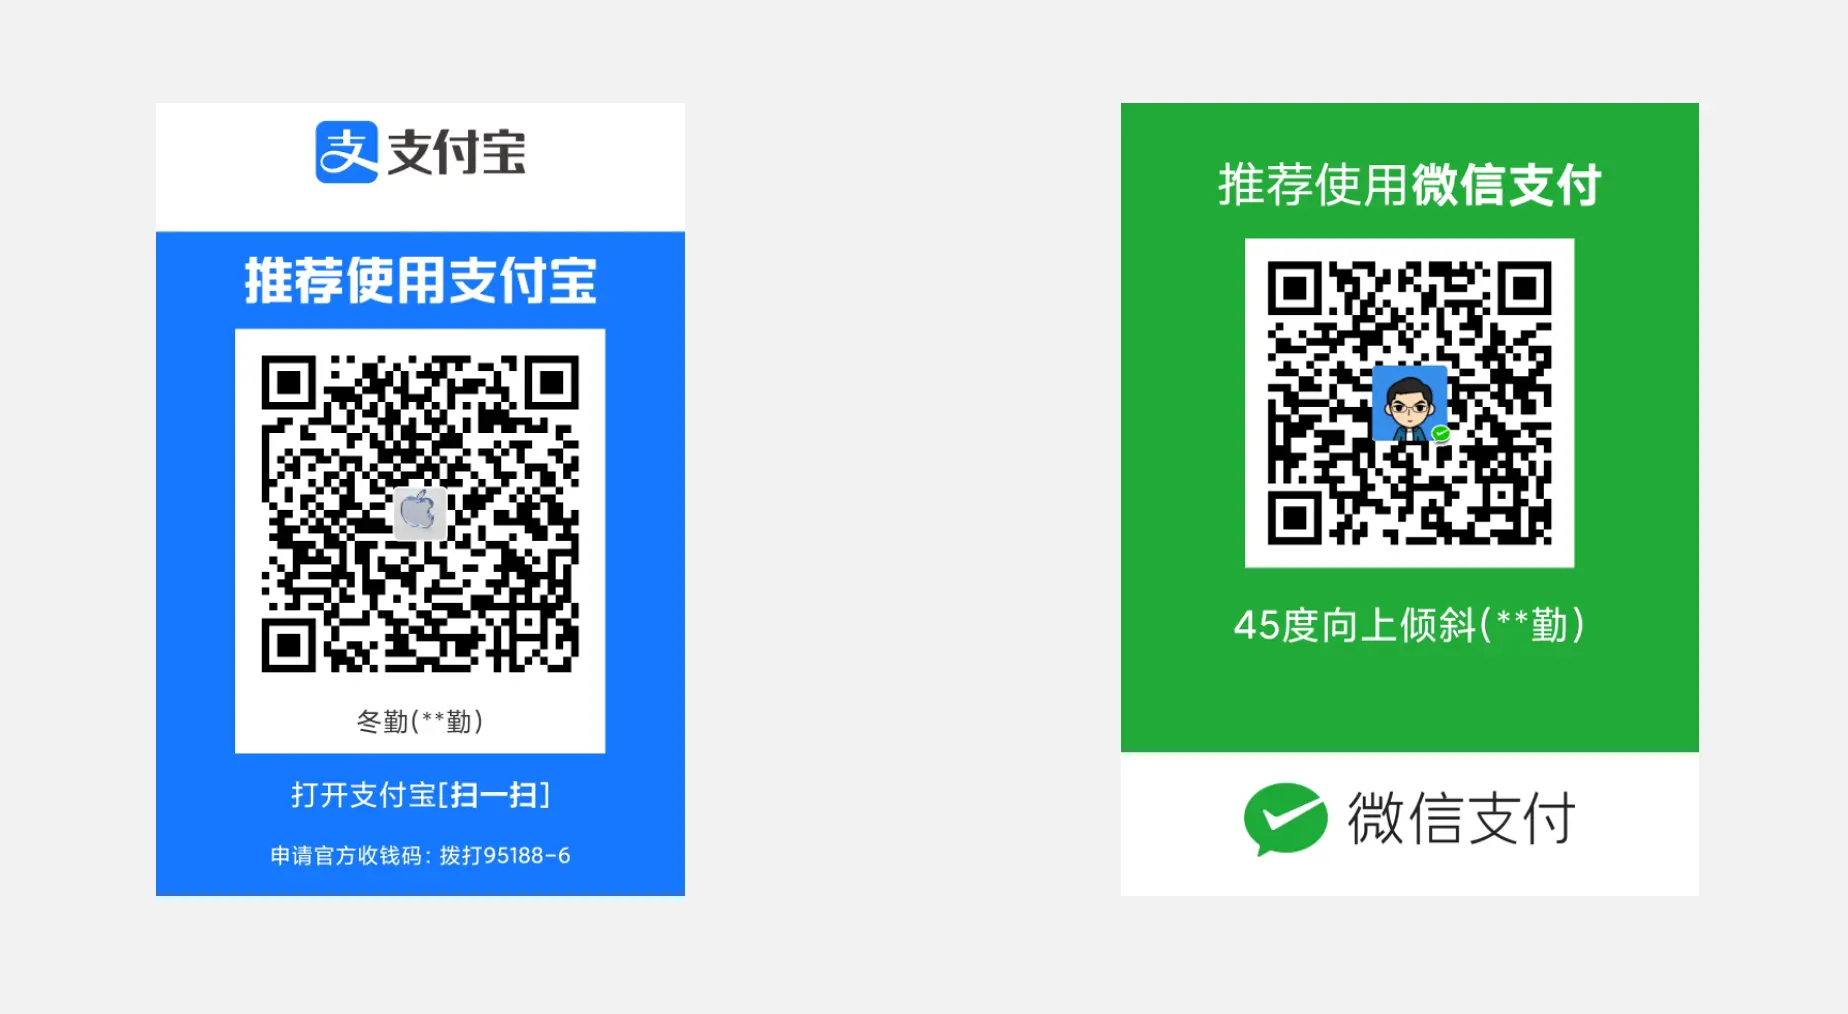 支付宝
推荐使用支付宝
冬勤(**勤)
打开支付宝[扫一扫]
申请官方收钱码：拨打95188-6
推荐使用微信支付
45度向上倾斜(**勤)
微信支付